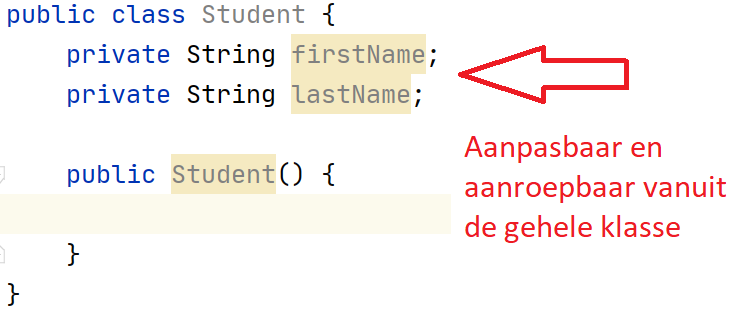 public class Student {
    private String firstName;
    private String lastName;
    public Student() {
    }
}
Aanpasbaar en
aanroepbaar vanuit
de gehele klasse